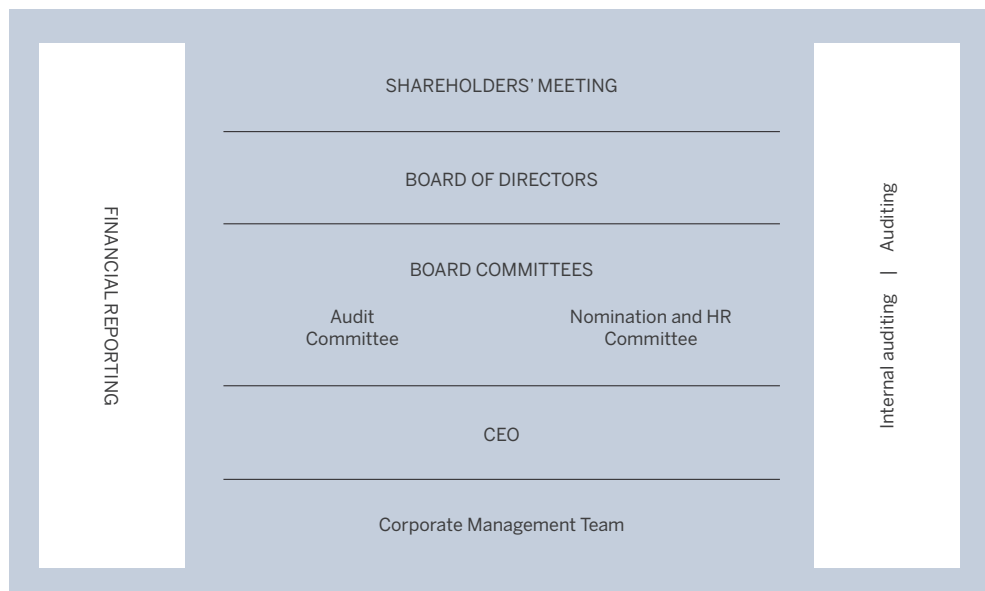 FINANCIAL REPORTING
SHAREHOLDERS’ MEETING
BOARD OF DIRECTORS
BOARD COMMITTEES
Audit
Committee
Nomination and HR
Committee
CEO
Corporate Management Team
Internal auditing | Auditing